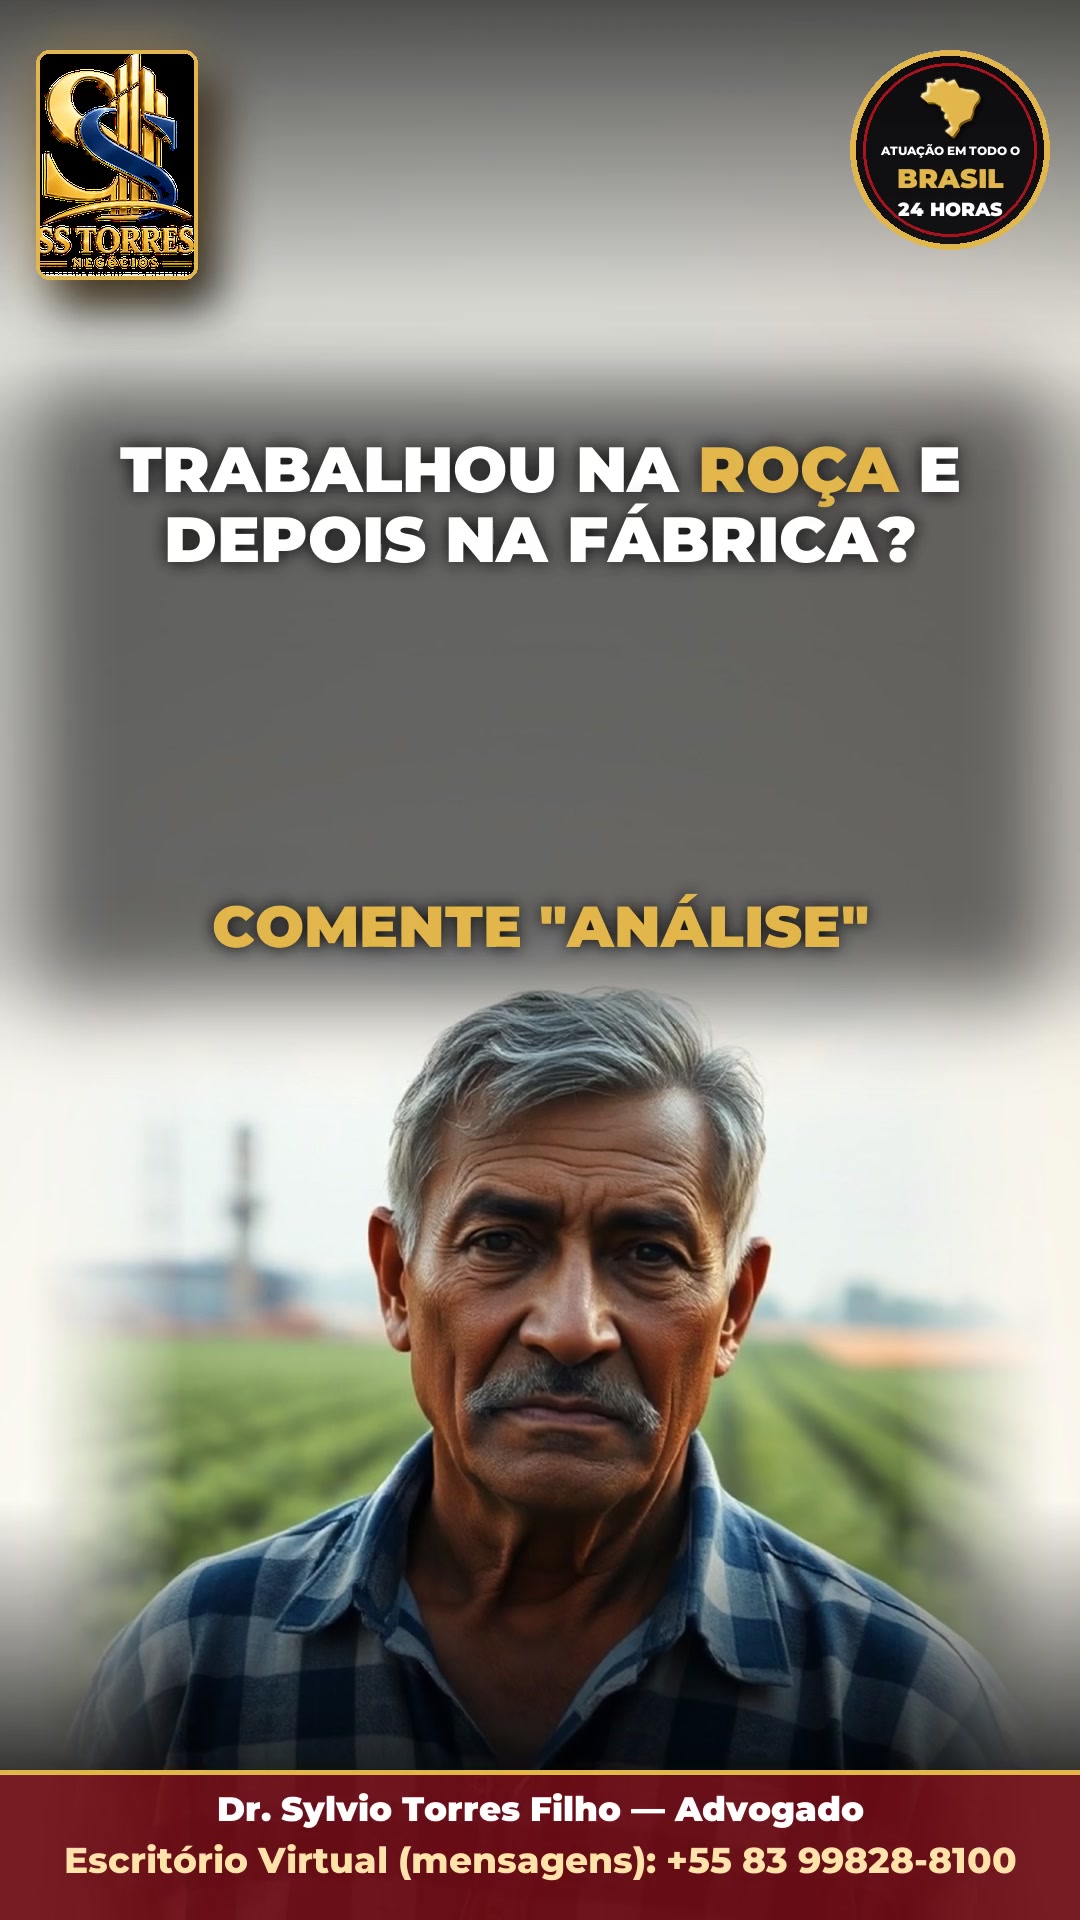 SS TORRES
NEGÓCIOS
ATUAÇÃO EM TODO O
BRASIL
24 HORAS
TRABALHOU NA ROÇA E
DEPOIS NA FÁBRICA?
COMENTE "ANÁLISE"
Dr. Sylvio Torres Filho — Advogado
Escritório Virtual (mensagens): +55 83 99828-8100